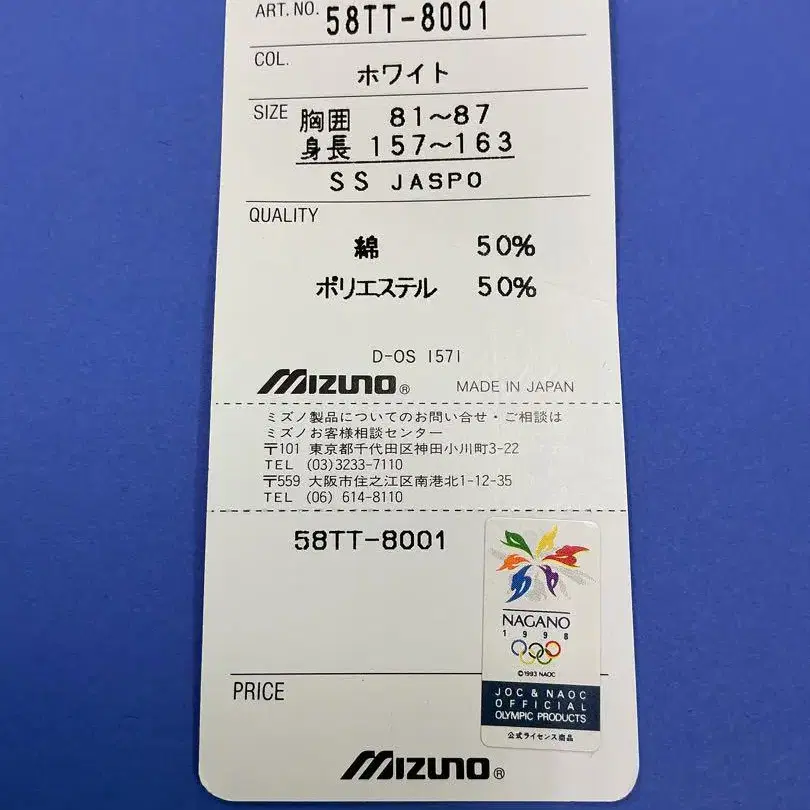 ART. NO. 58TT-8001
COL. ホワイト
SIZE 胸囲 81～87
身長 157～163
SS JASPO
QUALITY
綿 50%
ポリエステル 50%
D-OS 1571
MIZUNO® MADE IN JAPAN
ミズノ製品についてのお問い合せ・ご相談は
ミズノお客様相談センター
〒101 東京都千代田区神田小川町3-22
TEL (03)3233-7110
〒559 大阪市住之江区南港北1-12-35
TEL (06) 614-8110
58TT-8001
NAGANO
1998
©1993 NAOC
JOC & NAOC
OFFICIAL
OLYMPIC PRODUCTS
公式ライセンス商品
PRICE
MIZUNO®